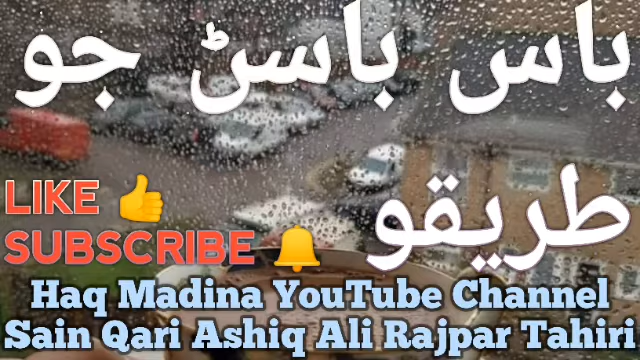 باس باسڻ جو
طريقو
LIKE 👍
SUBSCRIBE 🔔
Haq Madina YouTube Channel
Sain Qari Ashiq Ali Rajpar Tahiri